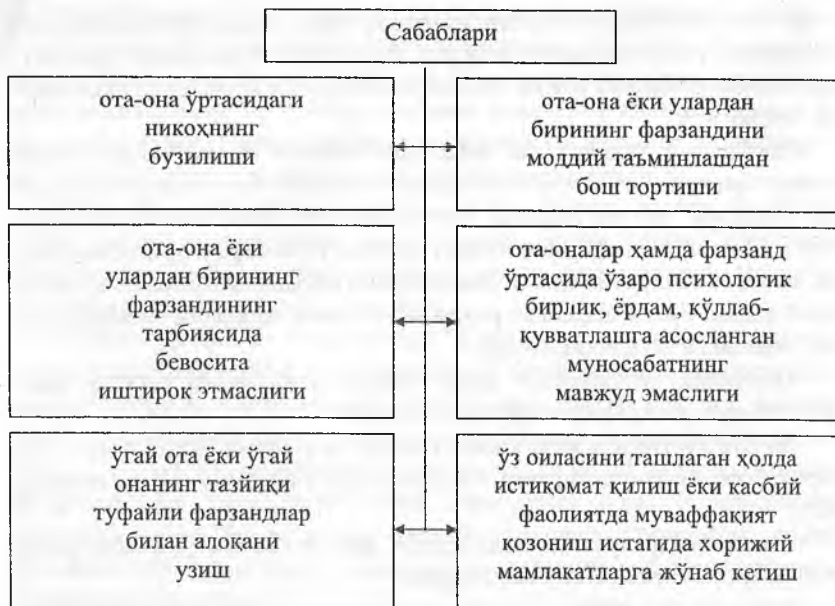 Сабаблари
ота-она ўртасидаги
никоҳнинг
бузилиши
ота-она ёки улардан
бирининг фарзандини
моддий таъминлашдан
бош тортиши
ота-она ёки
улардан бирининг
фарзандининг
тарбиясида
бевосита
иштирок этмаслиги
ота-оналар ҳамда фарзанд
ўртасида ўзаро психологик
бирлик, ёрдам, қўллаб-
қувватлашга асосланган
муносабатнинг
мавжуд эмаслиги
ўгай ота ёки ўгай
онанинг тазйиқи
туфайли фарзандлар
билан алоқани
узиш
ўз оиласини ташлаган ҳолда
истиқомат қилиш ёки касбий
фаолиятда муваффақият
қозониш истагида хорижий
мамлакатларга жўнаб кетиш